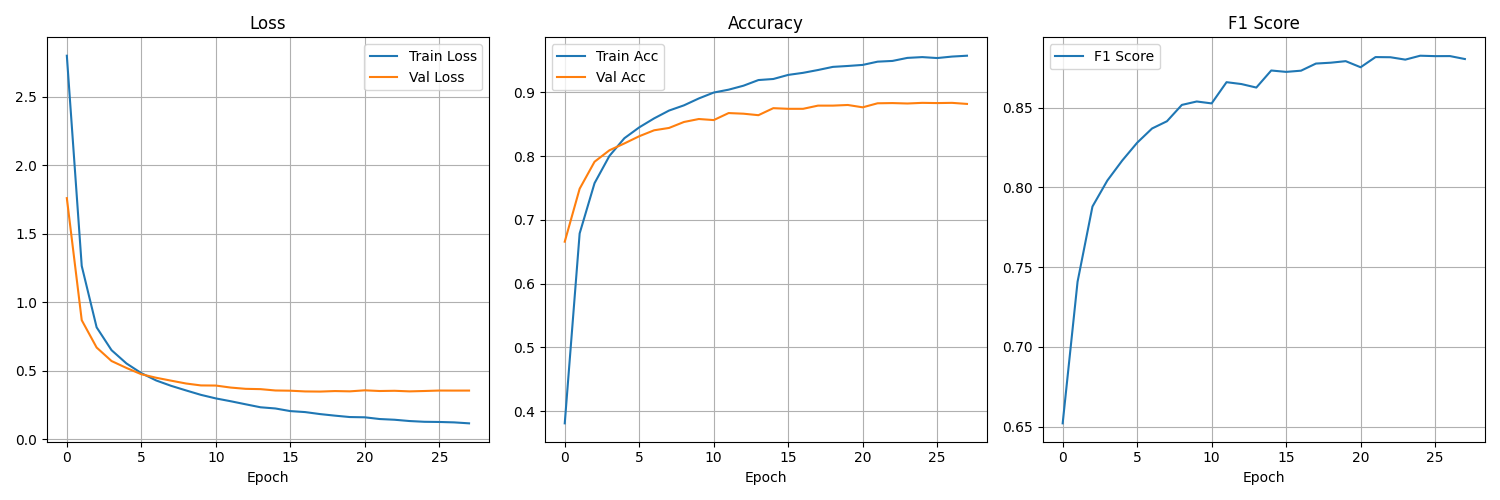 Loss
Train Loss
Val Loss
2.5
2.0
1.5
1.0
0.5
0.0
0 5 10 15 20 25
Epoch
Accuracy
Train Acc
Val Acc
0.9
0.8
0.7
0.6
0.5
0.4
0 5 10 15 20 25
Epoch
F1 Score
F1 Score
0.85
0.80
0.75
0.70
0.65
0 5 10 15 20 25
Epoch